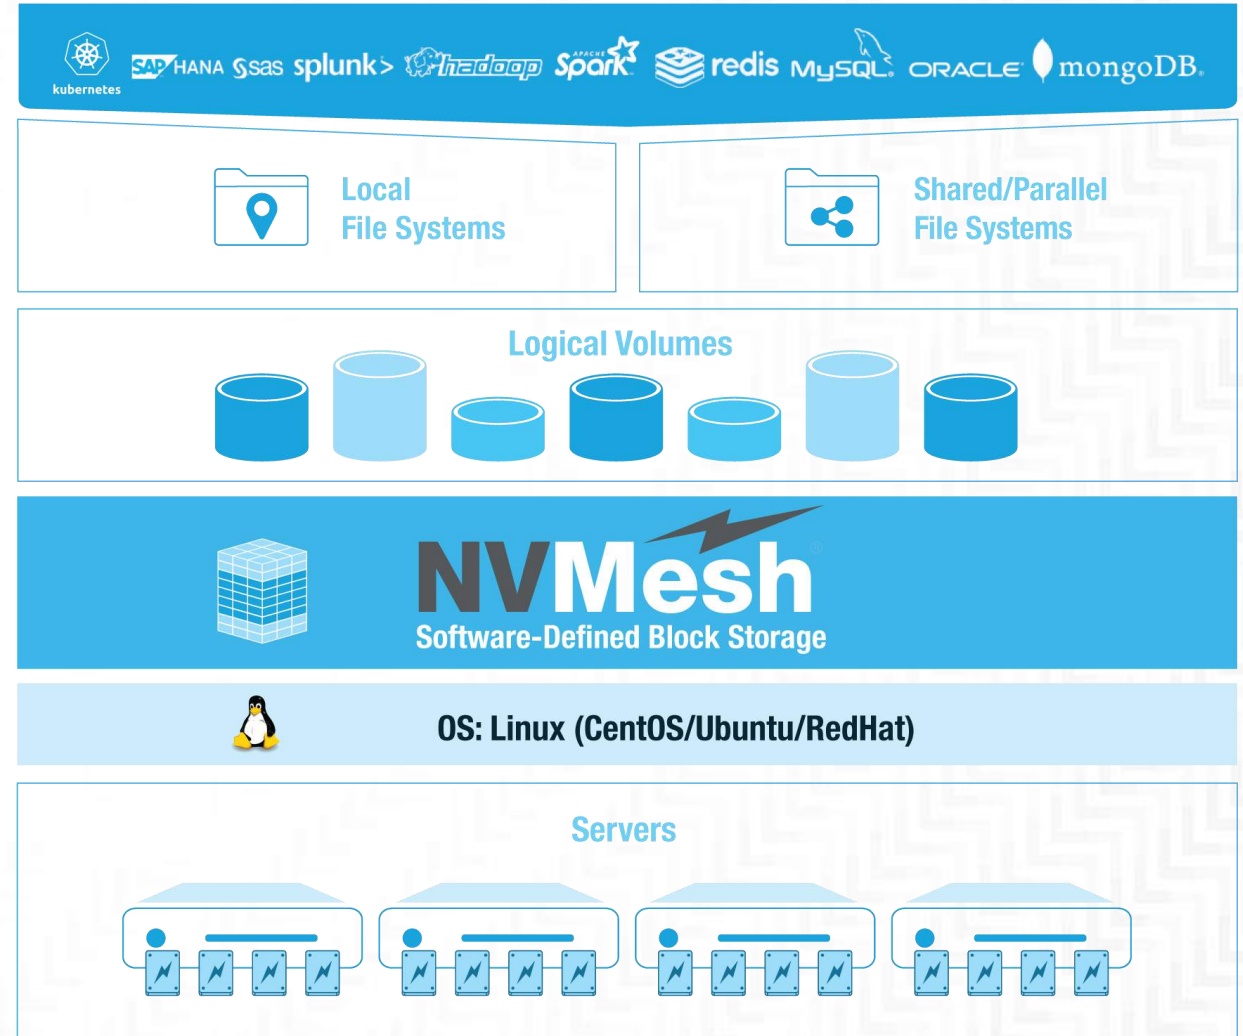 kubernetes SAP HANA sas splunk> hadoop APACHE Spark redis MySQL ORACLE mongoDB
Local
File Systems
Shared/Parallel
File Systems
Logical Volumes
NVMesh®
Software-Defined Block Storage
OS: Linux (CentOS/Ubuntu/RedHat)
Servers